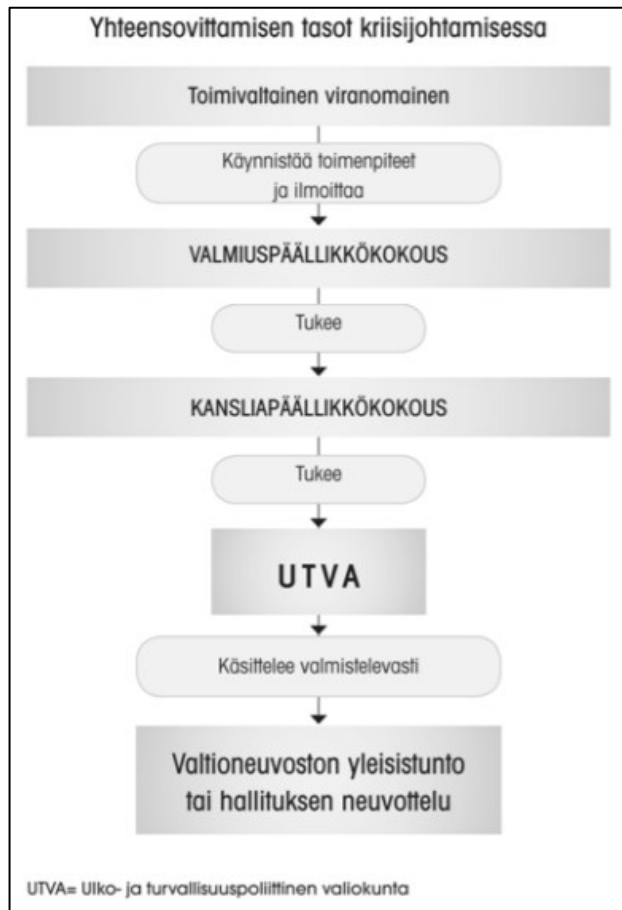 Yhteensovittamisen tasot kriisijohtamisessa
Toimivaltainen viranomainen
Käynnistää toimenpiteet
ja ilmoittaa
VALMIUSPÄÄLLIKKÖKOKOUS
Tukee
KANSLIAPÄÄLLIKKÖKOKOUS
Tukee
UTVA
Käsittelee valmistelevasti
Valtioneuvoston yleisistunto
tai hallituksen neuvottelu
UTVA= Ulko- ja turvallisuuspoliittinen valiokunta